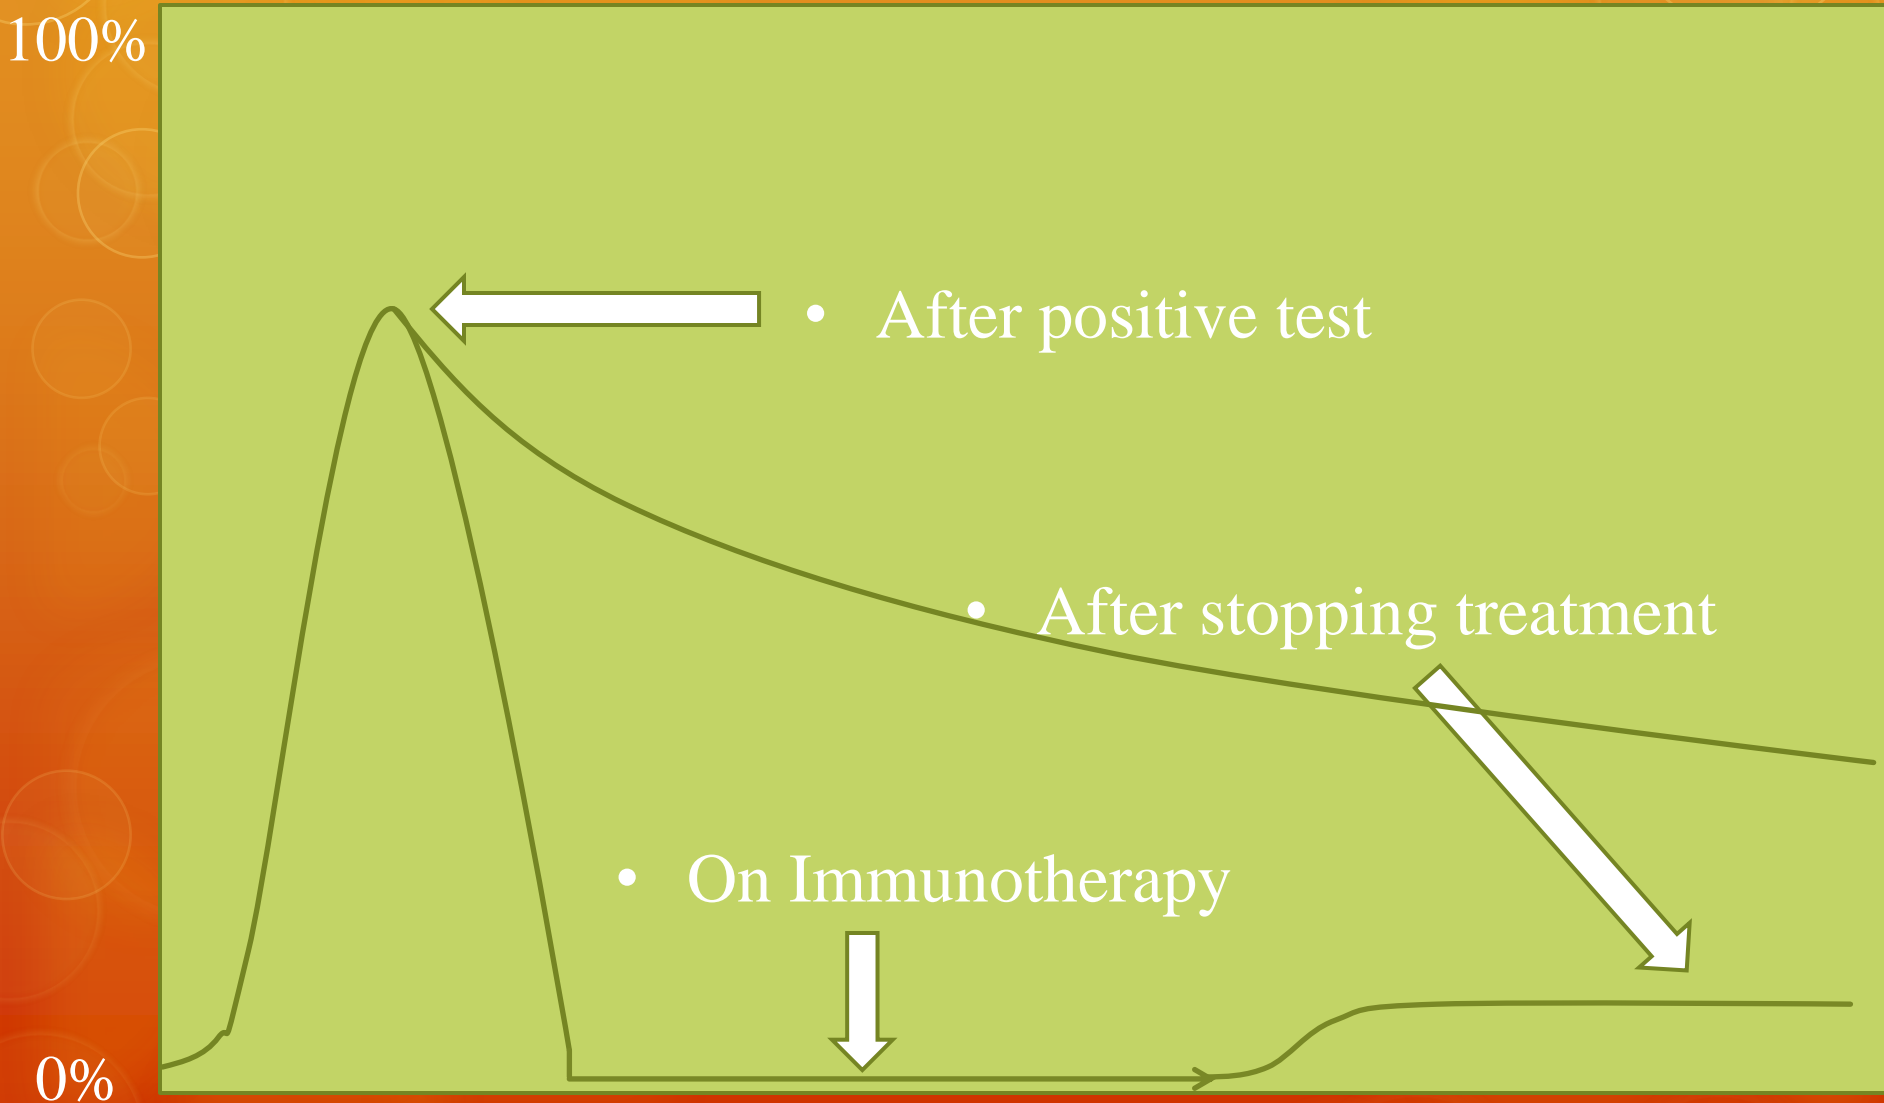 100%
• After positive test
• After stopping treatment
• On Immunotherapy
0%